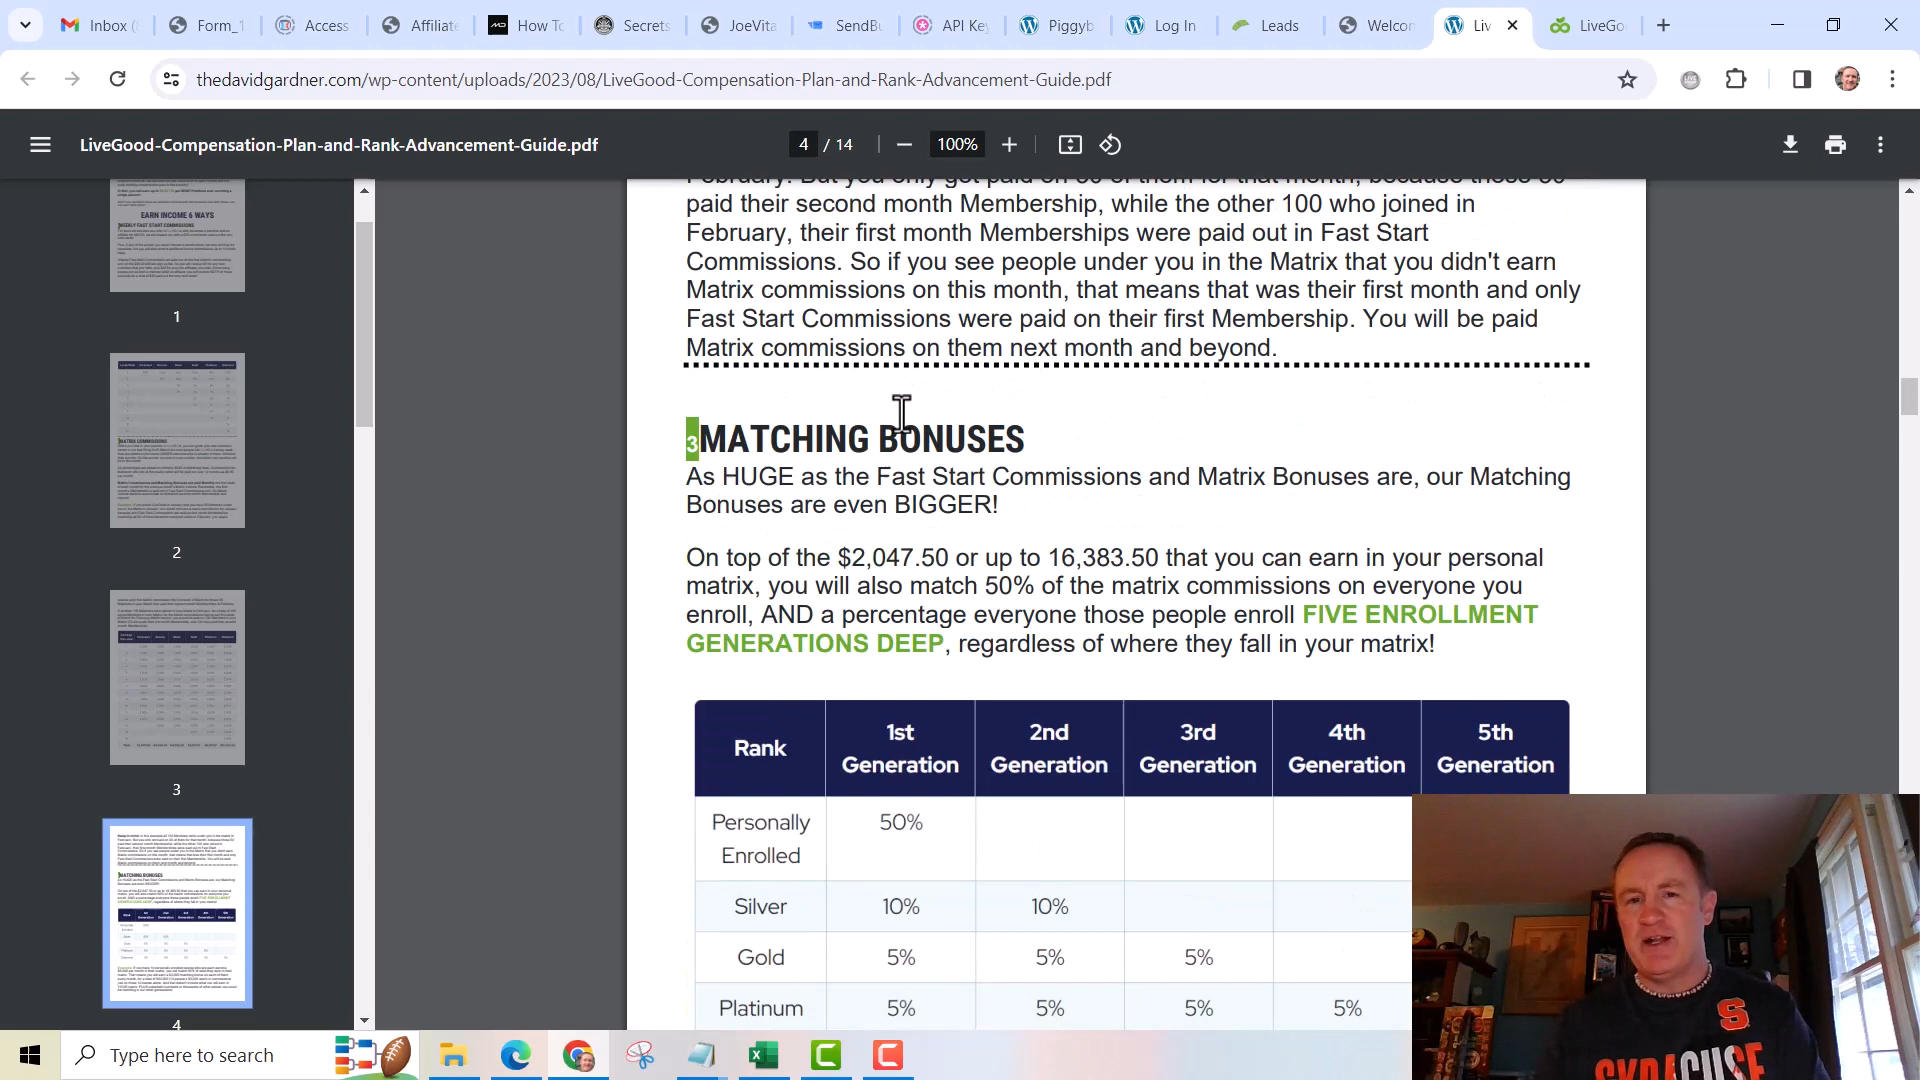 Inbox (
Form_1
Access
Affiliate
How To
Secrets
JoeVita
SendBu
API Key
Piggyb
Log In
Leads
Welcom
Liv
LiveGo
thedavidgardner.com/wp-content/uploads/2023/08/LiveGood-Compensation-Plan-and-Rank-Advancement-Guide.pdf
LiveGood-Compensation-Plan-and-Rank-Advancement-Guide.pdf
4 / 14
100%
EARN INCOME 6 WAYS
1
2
3
4
paid their second month Membership, while the other 100 who joined in
February, their first month Memberships were paid out in Fast Start
Commissions. So if you see people under you in the Matrix that you didn't earn
Matrix commissions on this month, that means that was their first month and only
Fast Start Commissions were paid on their first Membership. You will be paid
Matrix commissions on them next month and beyond.
3 MATCHING BONUSES
As HUGE as the Fast Start Commissions and Matrix Bonuses are, our Matching
Bonuses are even BIGGER!
On top of the $2,047.50 or up to 16,383.50 that you can earn in your personal
matrix, you will also match 50% of the matrix commissions on everyone you
enroll, AND a percentage everyone those people enroll FIVE ENROLLMENT
GENERATIONS DEEP, regardless of where they fall in your matrix!
Rank 1st Generation 2nd Generation 3rd Generation 4th Generation 5th Generation
Personally Enrolled 50%
Silver 10% 10%
Gold 5% 5% 5%
Platinum 5% 5% 5% 5%
S
SYRACUSE
Type here to search